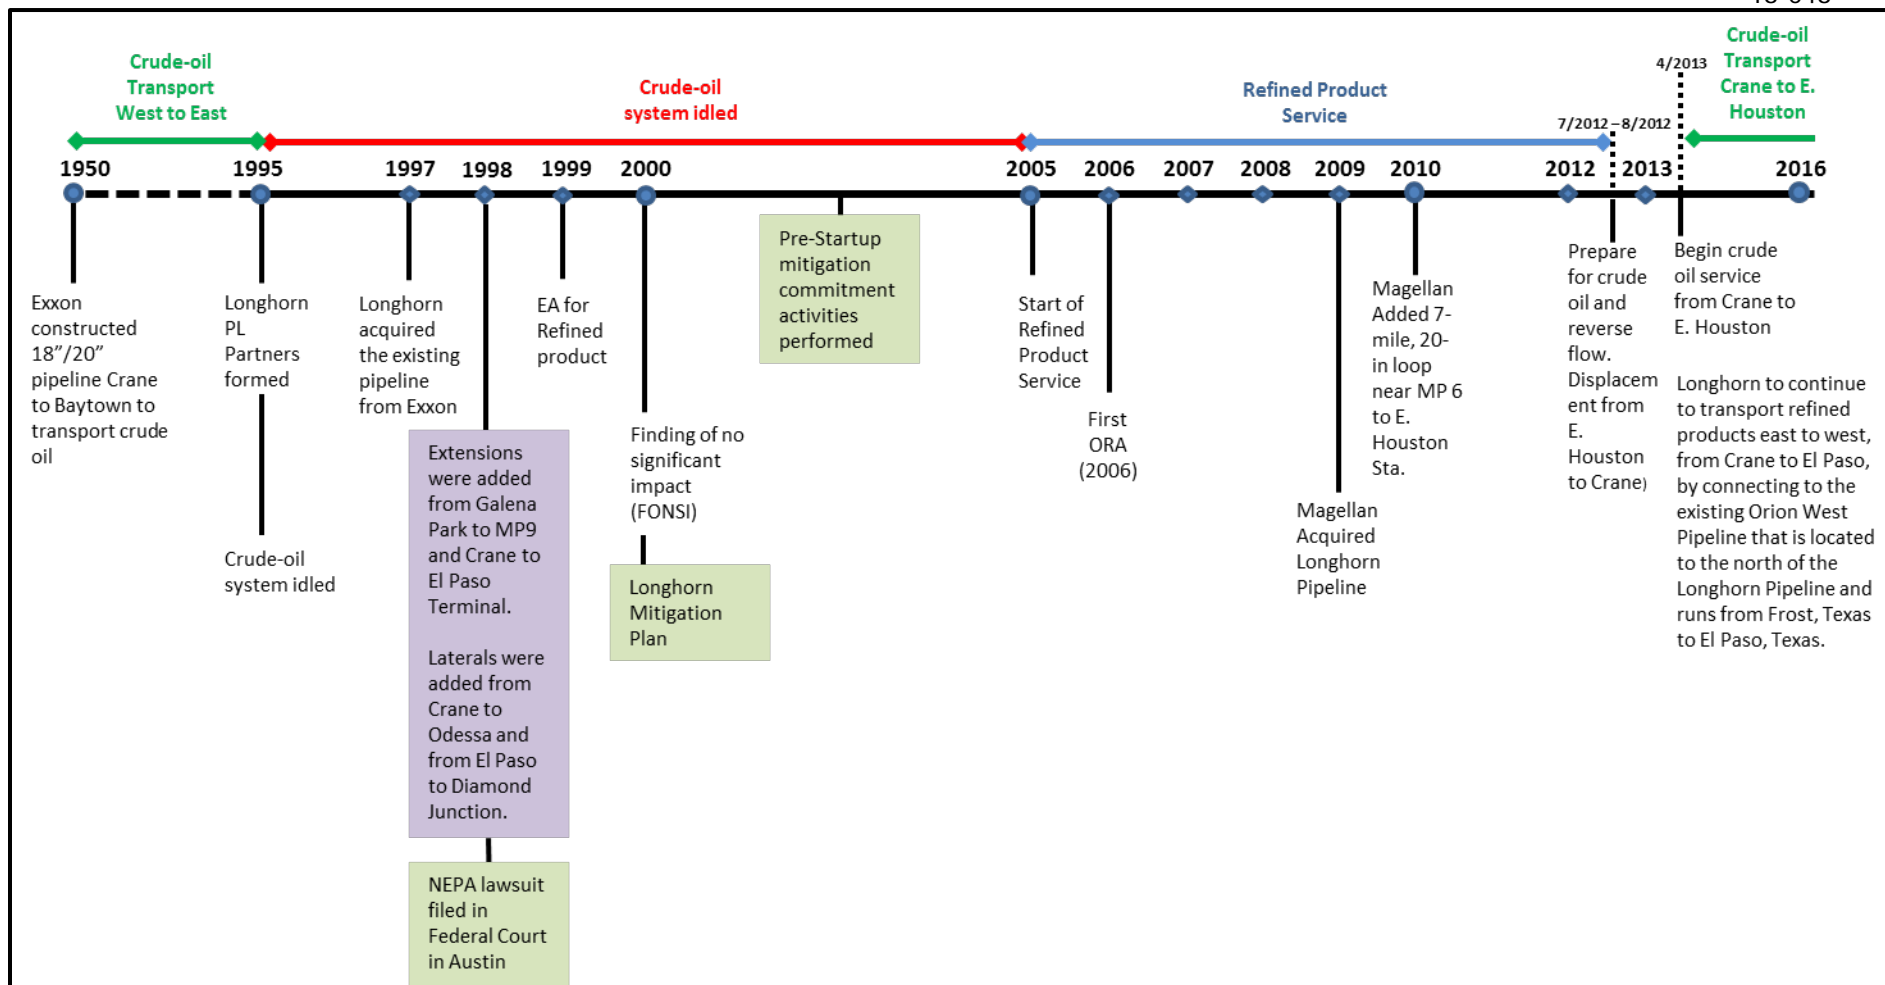 Crude-oil
Transport
West to East
Crude-oil
system idled
Refined Product
Service
7/2012 – 8/2012
4/2013
Crude-oil
Transport
Crane to E.
Houston
1950
1995
1997
1998
1999
2000
2005
2006
2007
2008
2009
2010
2012
2013
2016
Exxon
constructed
18”/20”
pipeline Crane
to Baytown to
transport crude
oil
Longhorn
PL
Partners
formed
Crude-oil
system idled
Longhorn
acquired
the existing
pipeline
from Exxon
Extensions
were added
from Galena
Park to MP9
and Crane to
El Paso
Terminal.
Laterals were
added from
Crane to
Odessa and
from El Paso
to Diamond
Junction.
NEPA lawsuit
filed in
Federal Court
in Austin
EA for
Refined
product
Finding of no
significant
impact
(FONSI)
Longhorn
Mitigation
Plan
Pre-Startup
mitigation
commitment
activities
performed
Start of
Refined
Product
Service
First
ORA
(2006)
Magellan
Acquired
Longhorn
Pipeline
Magellan
Added 7-
mile, 20-
in loop
near MP 6
to E.
Houston
Sta.
Prepare
for crude
oil and
reverse
flow.
Displacem
ent from
E.
Houston
to Crane)
Begin crude
oil service
from Crane to
E. Houston
Longhorn to continue
to transport refined
products east to west,
from Crane to El Paso,
by connecting to the
existing Orion West
Pipeline that is located
to the north of the
Longhorn Pipeline and
runs from Frost, Texas
to El Paso, Texas.